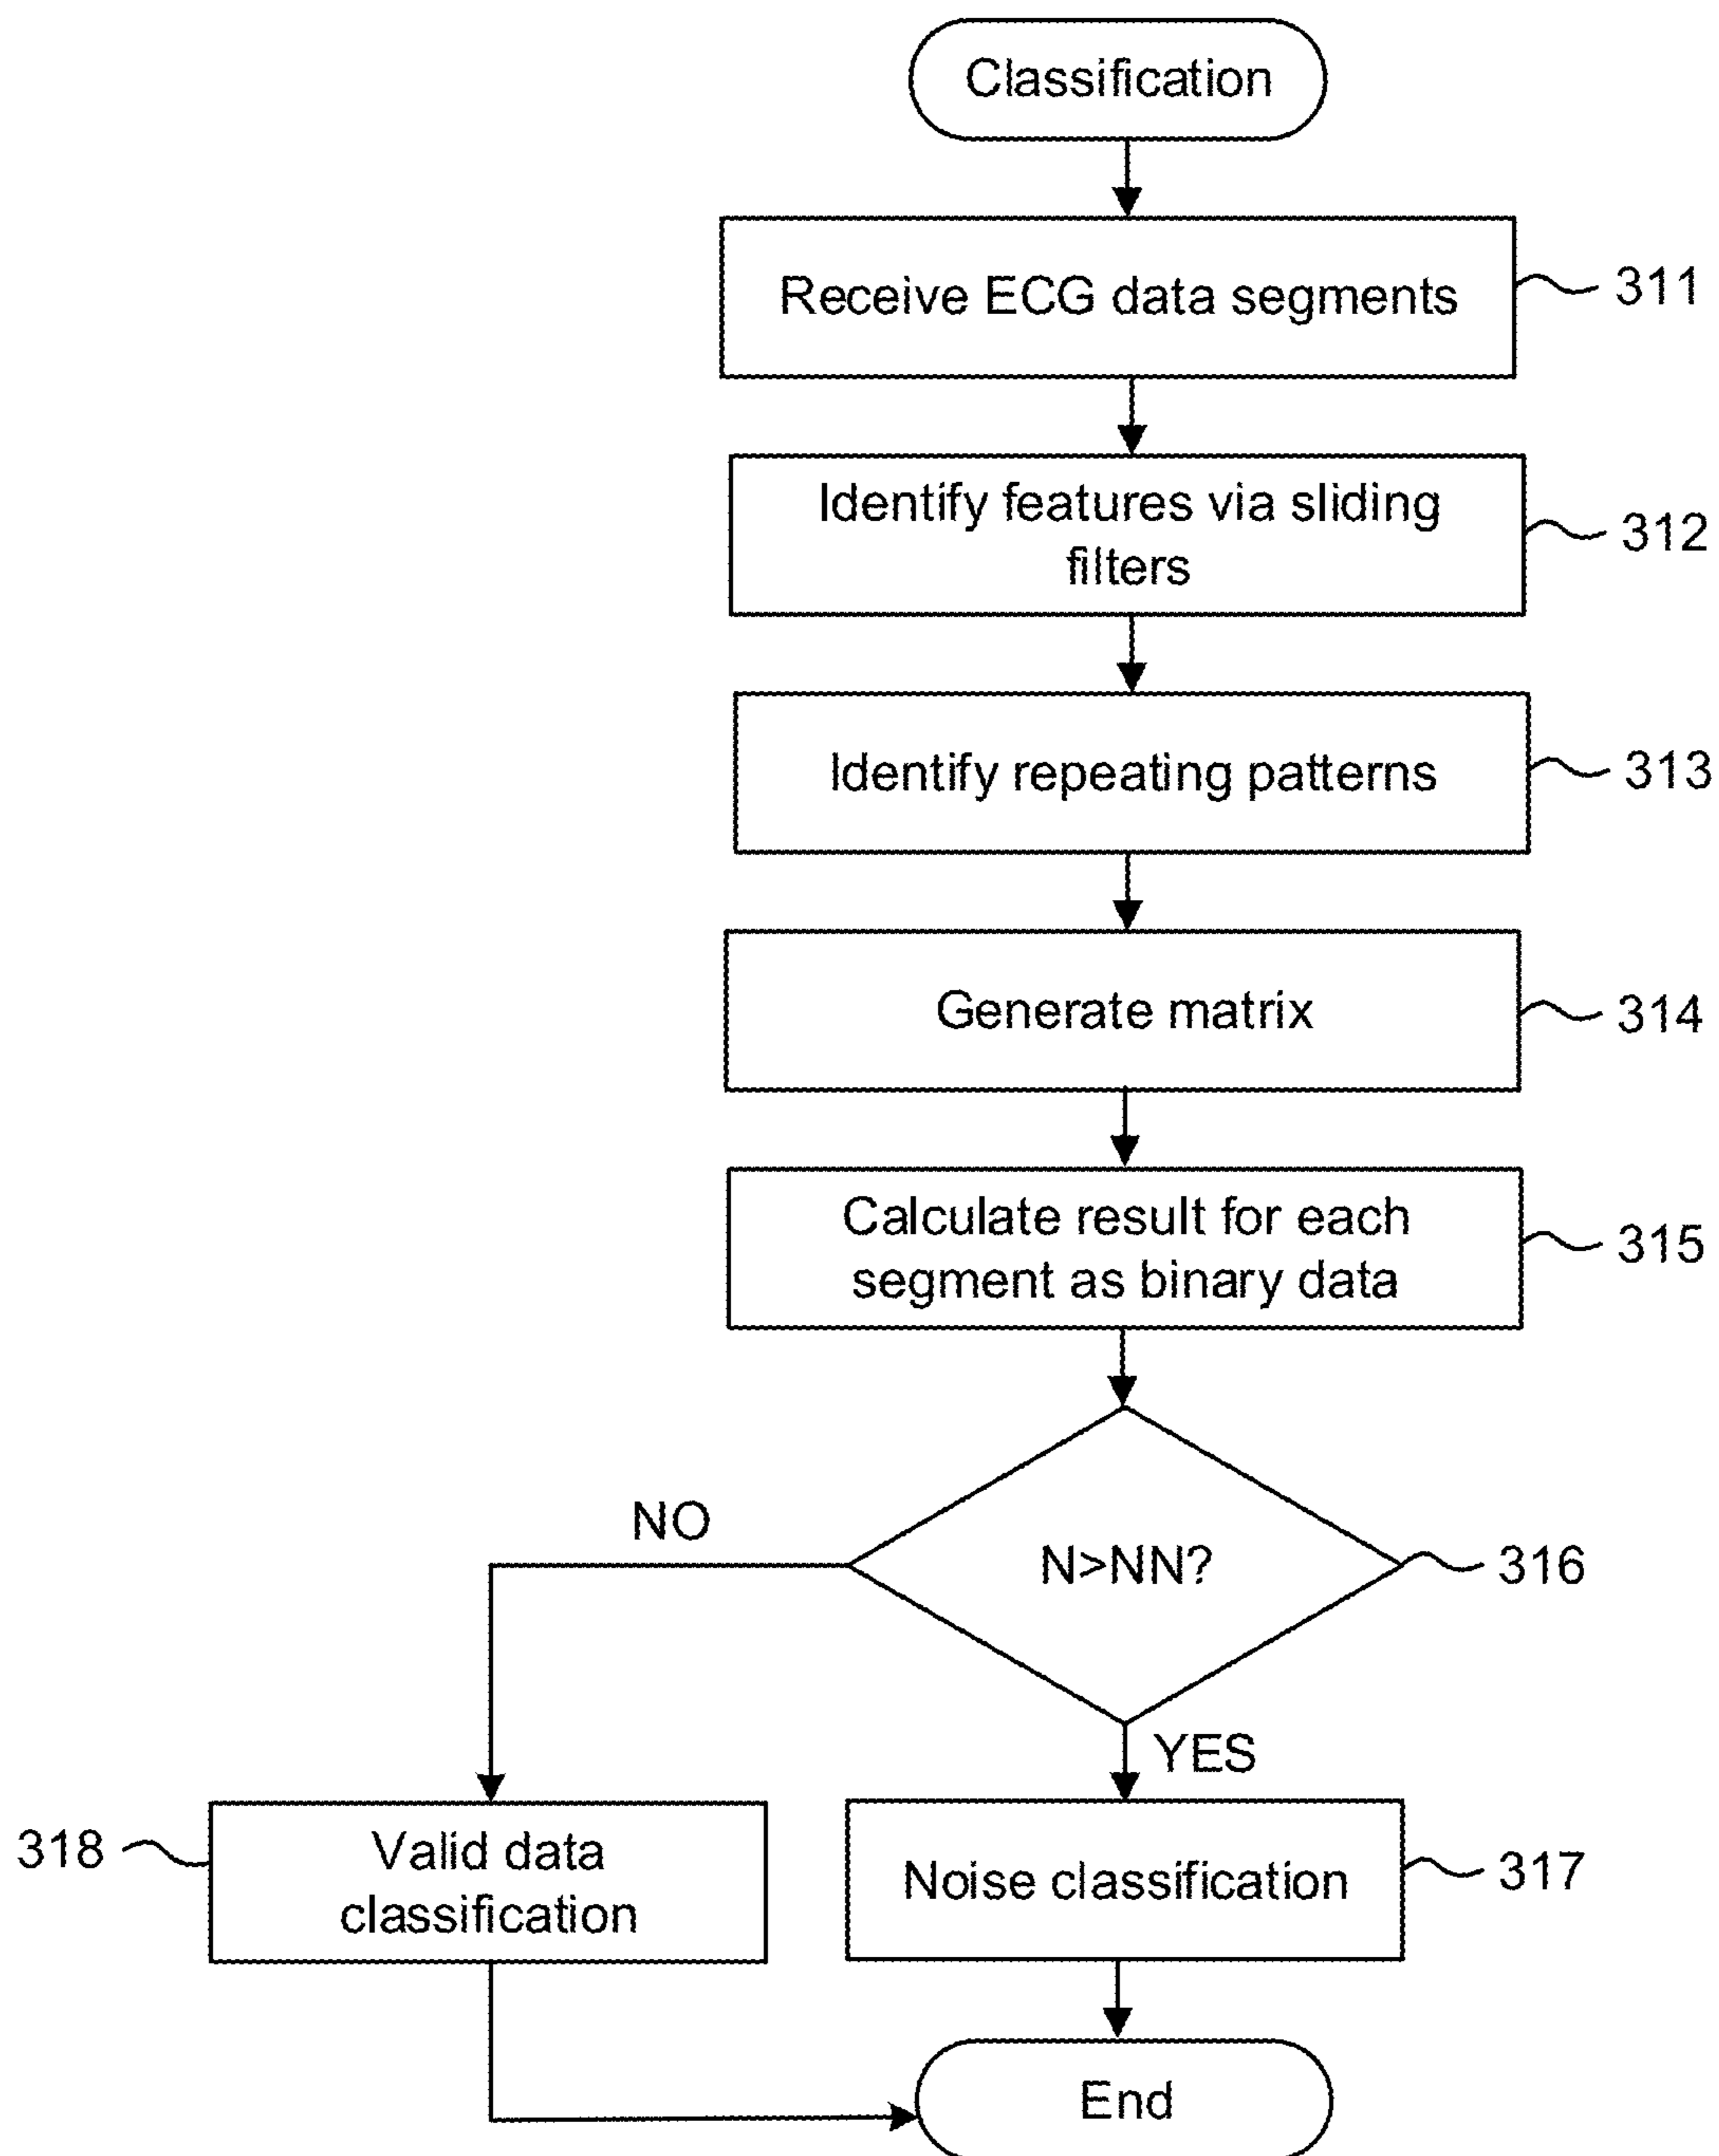 Classification
Receive ECG data segments
311
Identify features via sliding
filters
312
Identify repeating patterns
313
Generate matrix
314
Calculate result for each
segment as binary data
315
NO
N>NN?
316
YES
318
Valid data
classification
Noise classification
317
End